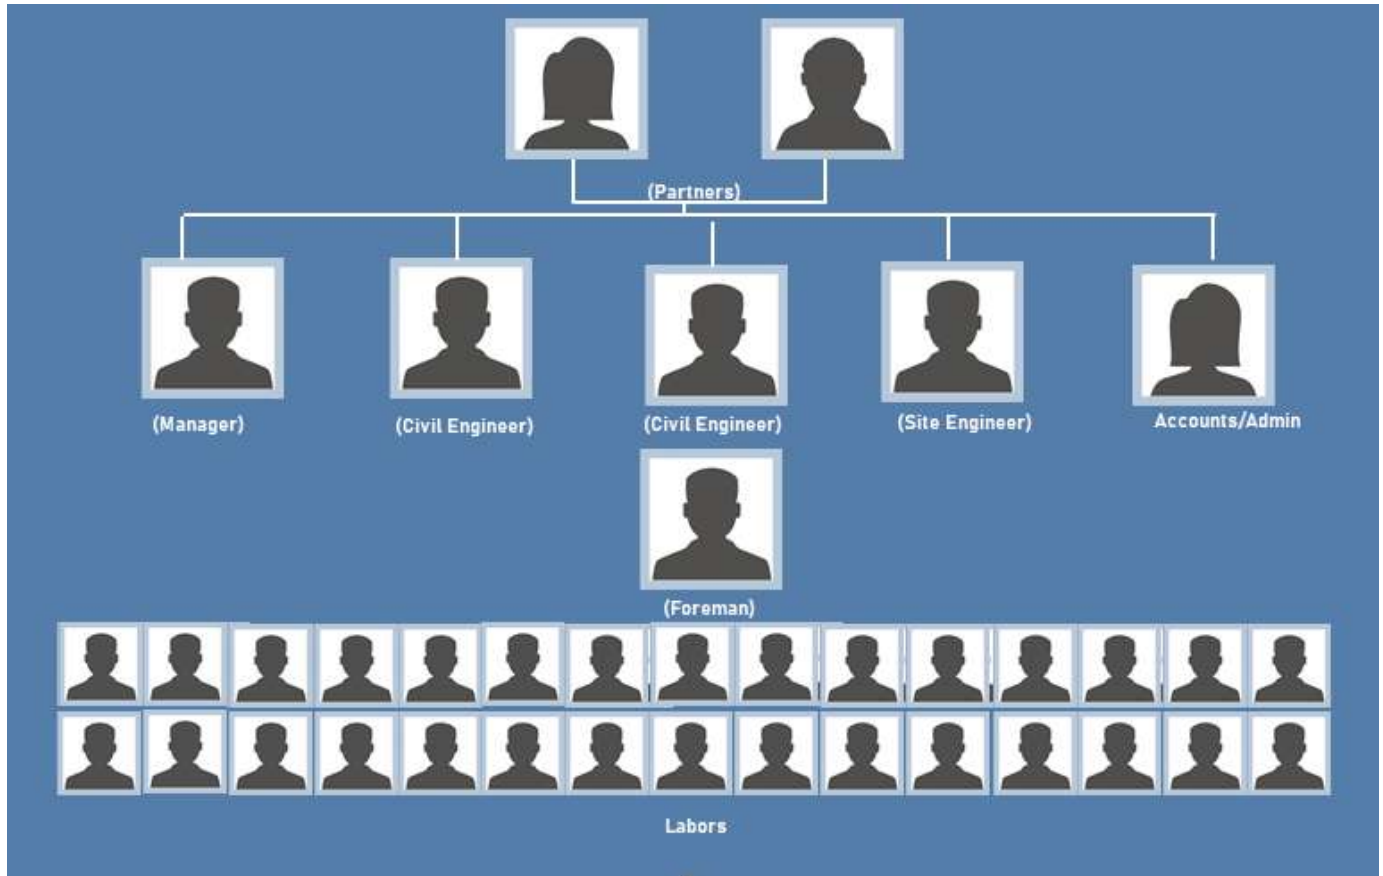 (Partners)
(Manager)
(Civil Engineer)
(Civil Engineer)
(Site Engineer)
Accounts/Admin
(Foreman)
Labors